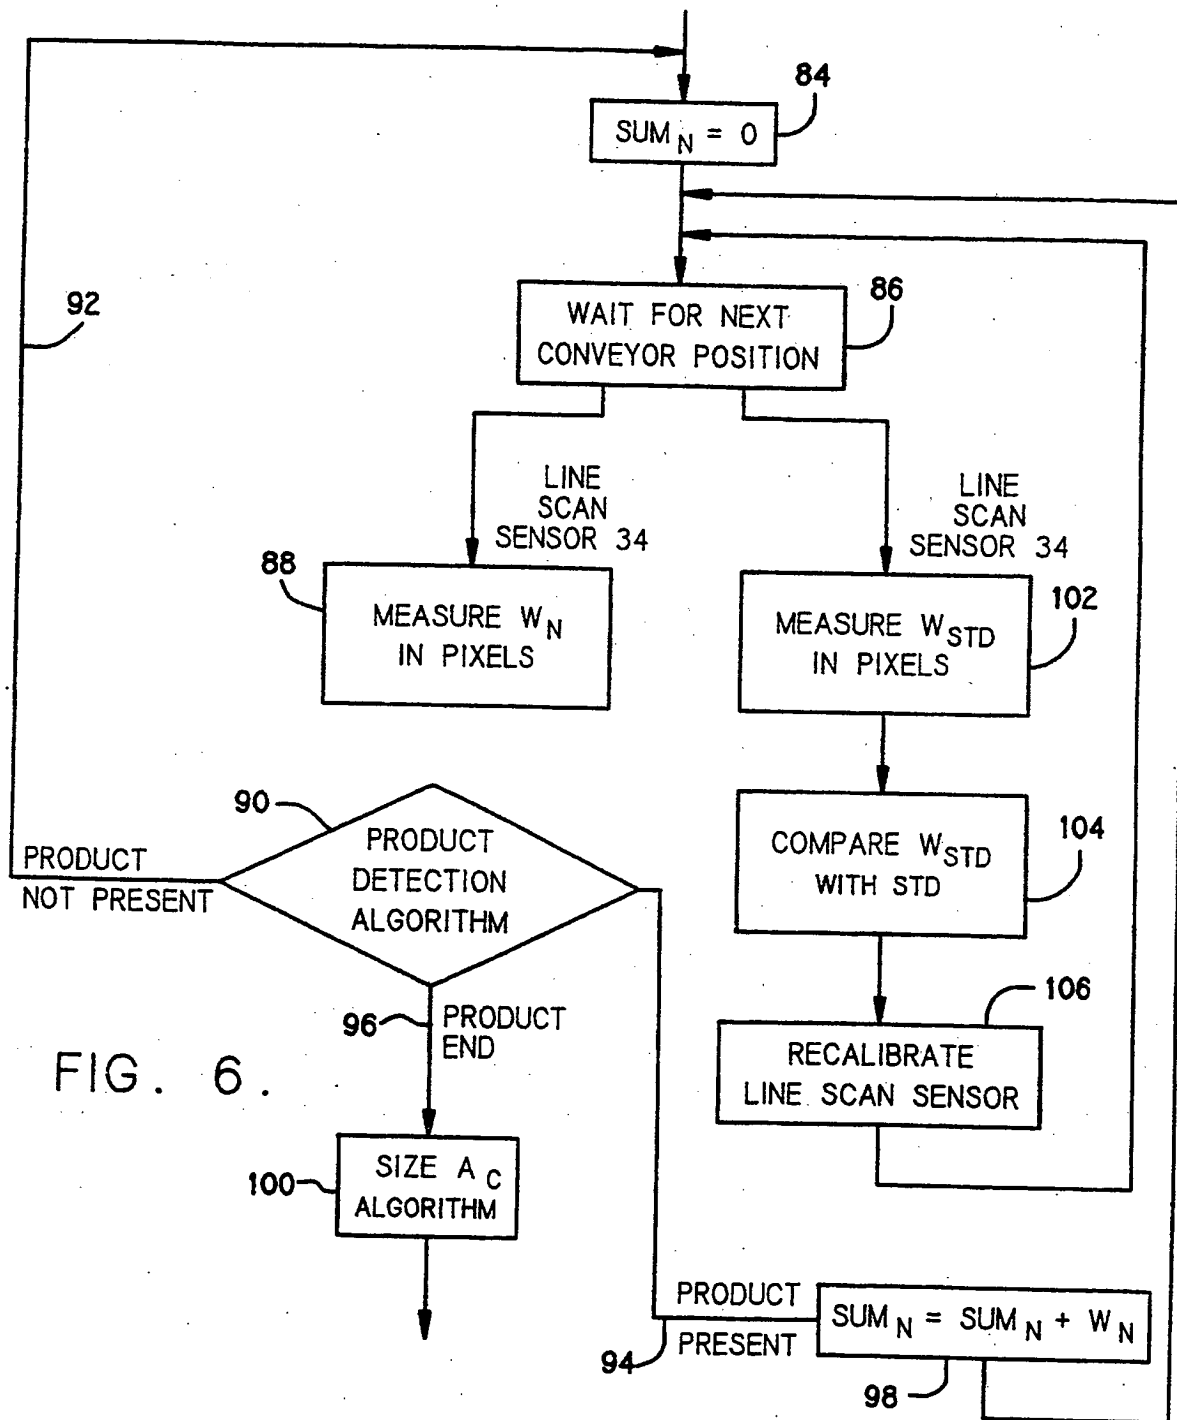 84
SUM N = 0
92
86
WAIT FOR NEXT
CONVEYOR POSITION
LINE
SCAN
SENSOR 34
LINE
SCAN
SENSOR 34
88
MEASURE W N
IN PIXELS
102
MEASURE W STD
IN PIXELS
90
PRODUCT
DETECTION
ALGORITHM
PRODUCT
NOT PRESENT
104
COMPARE W STD
WITH STD
96
PRODUCT
END
106
RECALIBRATE
LINE SCAN SENSOR
FIG. 6.
100
SIZE A C
ALGORITHM
94
PRODUCT
PRESENT
SUM N = SUM N + W N
98